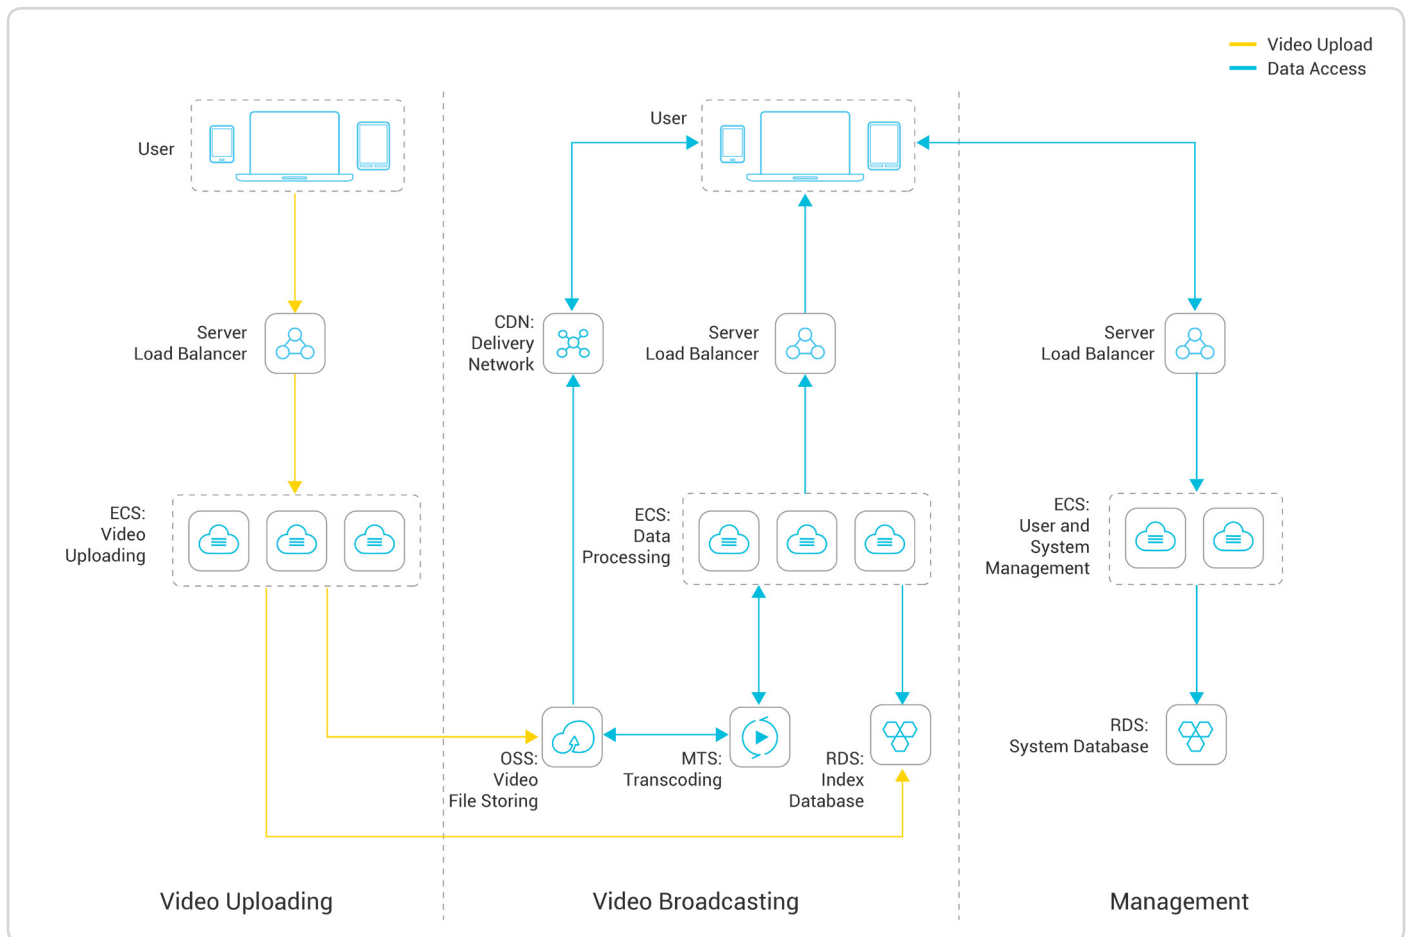 Video Upload
Data Access
User
User
Server
Load Balancer
CDN:
Delivery
Network
Server
Load Balancer
Server
Load Balancer
ECS:
Video
Uploading
ECS:
Data
Processing
ECS:
User and
System
Management
OSS:
Video
File Storing
MTS:
Transcoding
RDS:
Index
Database
RDS:
System Database
Video Uploading
Video Broadcasting
Management